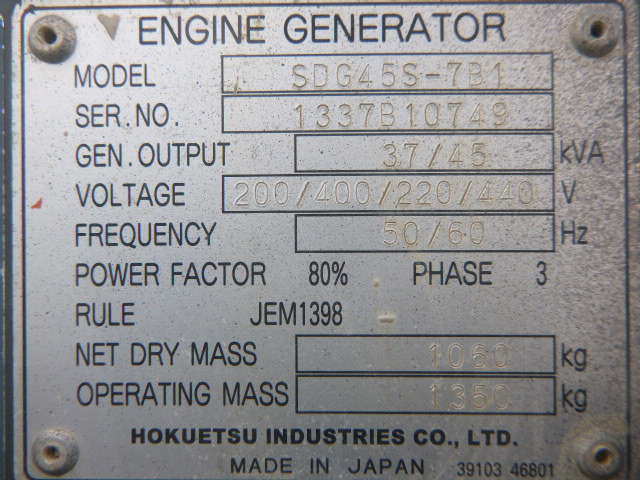 ENGINE GENERATOR
MODEL SDG45S-7B1
SER.NO. 1337B10749
GEN.OUTPUT 37/45 kVA
VOLTAGE 200/400/220/440 V
FREQUENCY 50/60 Hz
POWER FACTOR 80% PHASE 3
RULE JEM1398
NET DRY MASS 1060 kg
OPERATING MASS 1350 kg
HOKUETSU INDUSTRIES CO., LTD.
MADE IN JAPAN 39103 46801